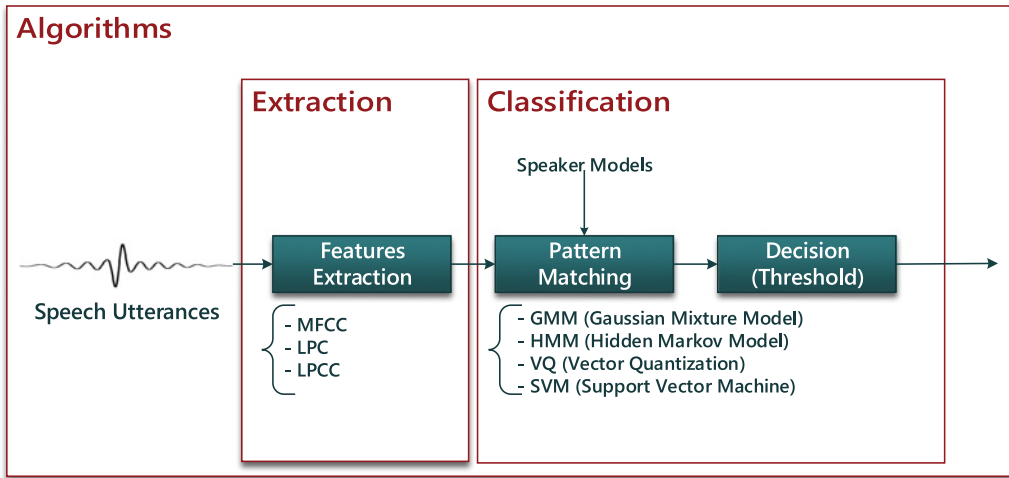 Algorithms
Extraction
Classification
Speaker Models
Features
Extraction
Pattern
Matching
Decision
(Threshold)
Speech Utterances
- MFCC
- LPC
- LPCC
- GMM (Gaussian Mixture Model)
- HMM (Hidden Markov Model)
- VQ (Vector Quantization)
- SVM (Support Vector Machine)